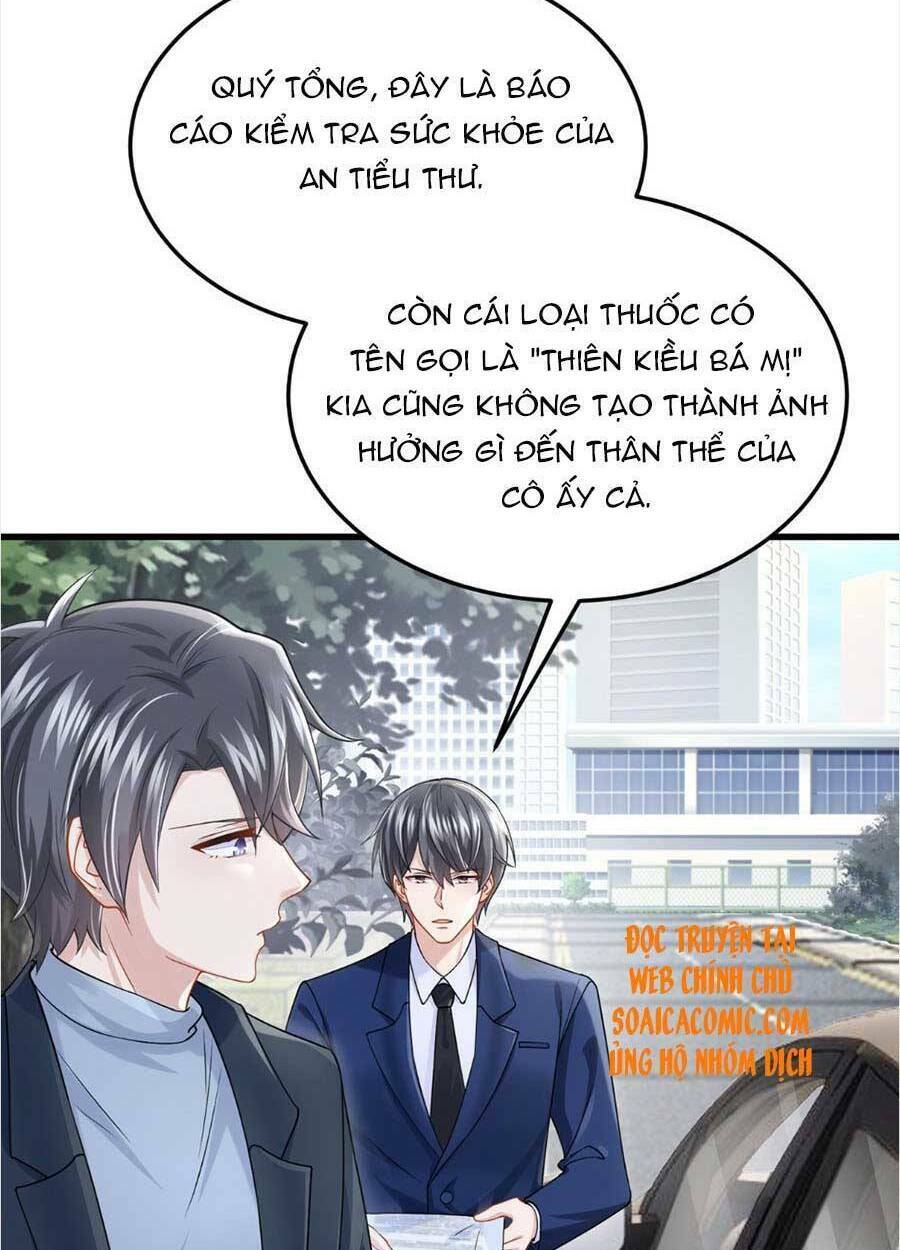 QUÝ TỔNG, ĐÂY LÀ BÁO
CÁO KIỂM TRA SỨC KHỎE CỦA
AN TIỂU THƯ.
CÒN CÁI LOẠI THUỐC CÓ
TÊN GỌI LÀ "THIÊN KIỀU BÁ MỊ"
KIA CŨNG KHÔNG TẠO THÀNH ẢNH
HƯỞNG GÌ ĐẾN THÂN THỂ CỦA
CÔ ẤY CẢ.
ĐỌC TRUYỆN TẠI
WEB CHÍNH CHỦ
SOAICACOMIC.COM
ỦNG HỘ NHÓM DỊCH